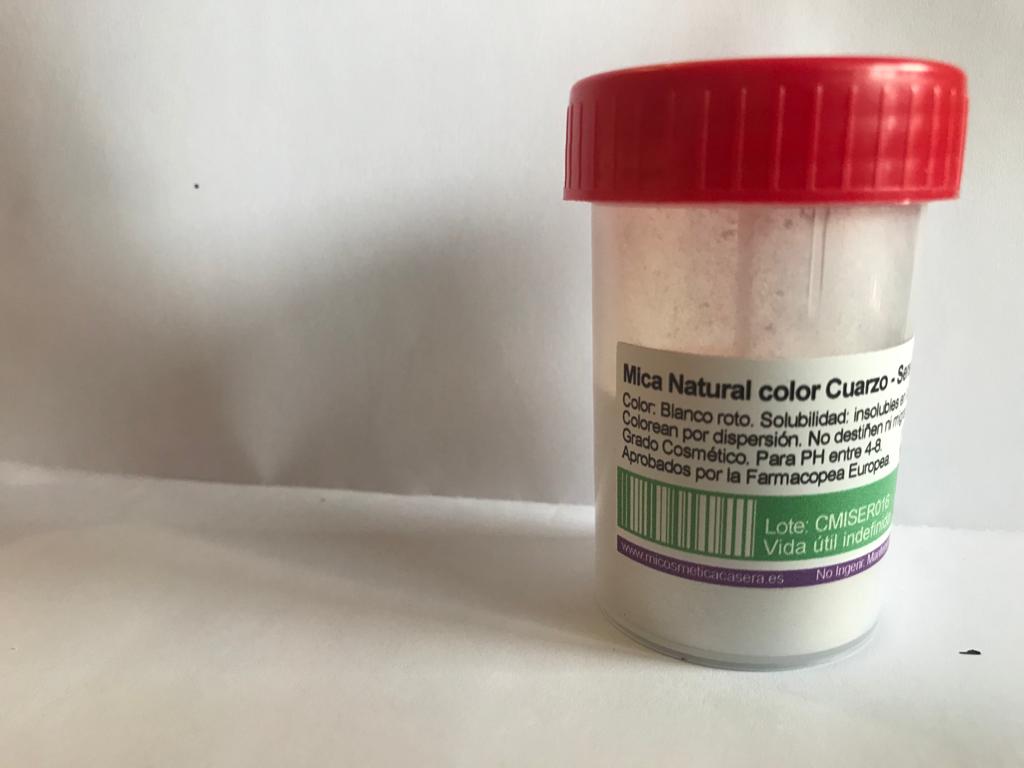 Mica Natural color Cuarzo -
Color: Blanco roto. Solubilidad: insolubles
Colorean por dispersión. No destiñen ni
Grado Cosmético. Para PH entre 4-8.
Aprobados por la Farmacopea Europea.
Lote: CMISER016
Vida útil indefinida
www.micosmeticacasera.es No Ingerir.